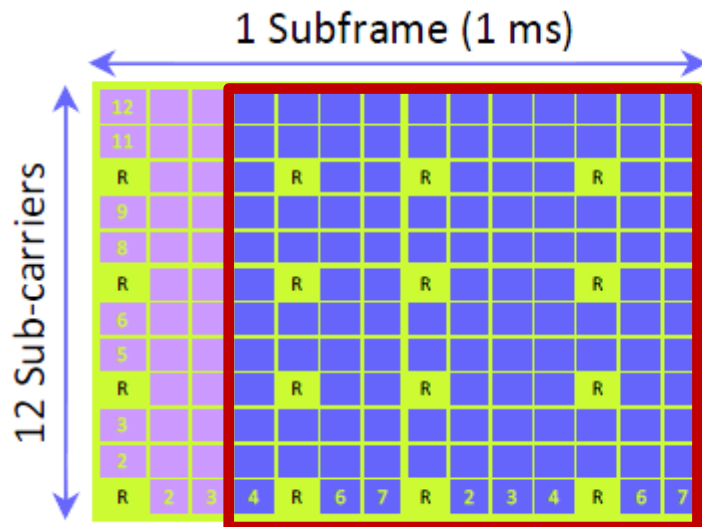 1 Subframe (1 ms)
12 Sub-carriers
12
11
R R R R
9
8
R R R R
6
5
R R R R
3
2
R 2 3 4 R 6 7 R 2 3 4 R 6 7